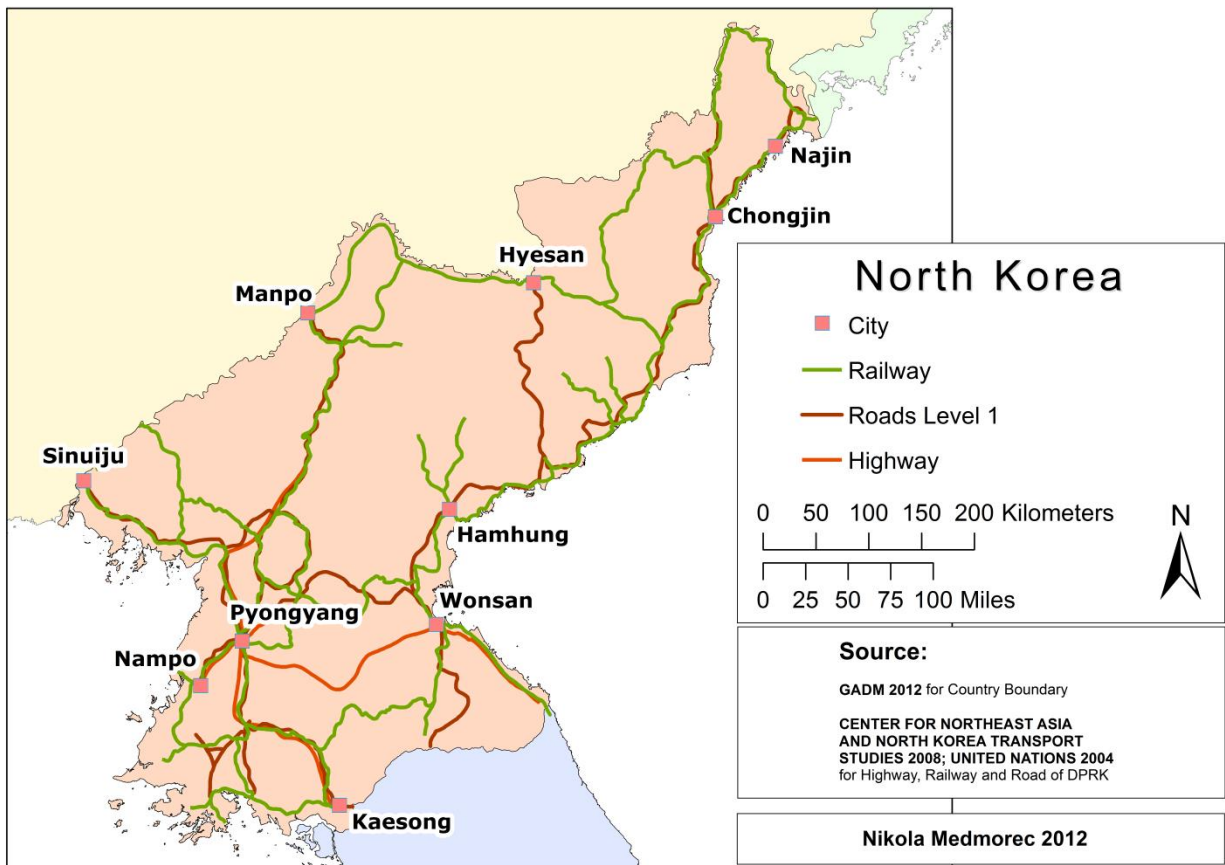 Najin
Chongjin
Hyesan
Manpo
Sinuiju
Hamhung
Wonsan
Pyongyang
Nampo
Kaesong
North Korea
City
Railway
Roads Level 1
Highway
0 50 100 150 200 Kilometers
0 25 50 75 100 Miles
N
Source:
GADM 2012 for Country Boundary
CENTER FOR NORTHEAST ASIA
AND NORTH KOREA TRANSPORT
STUDIES 2008; UNITED NATIONS 2004
for Highway, Railway and Road of DPRK
Nikola Medmorec 2012